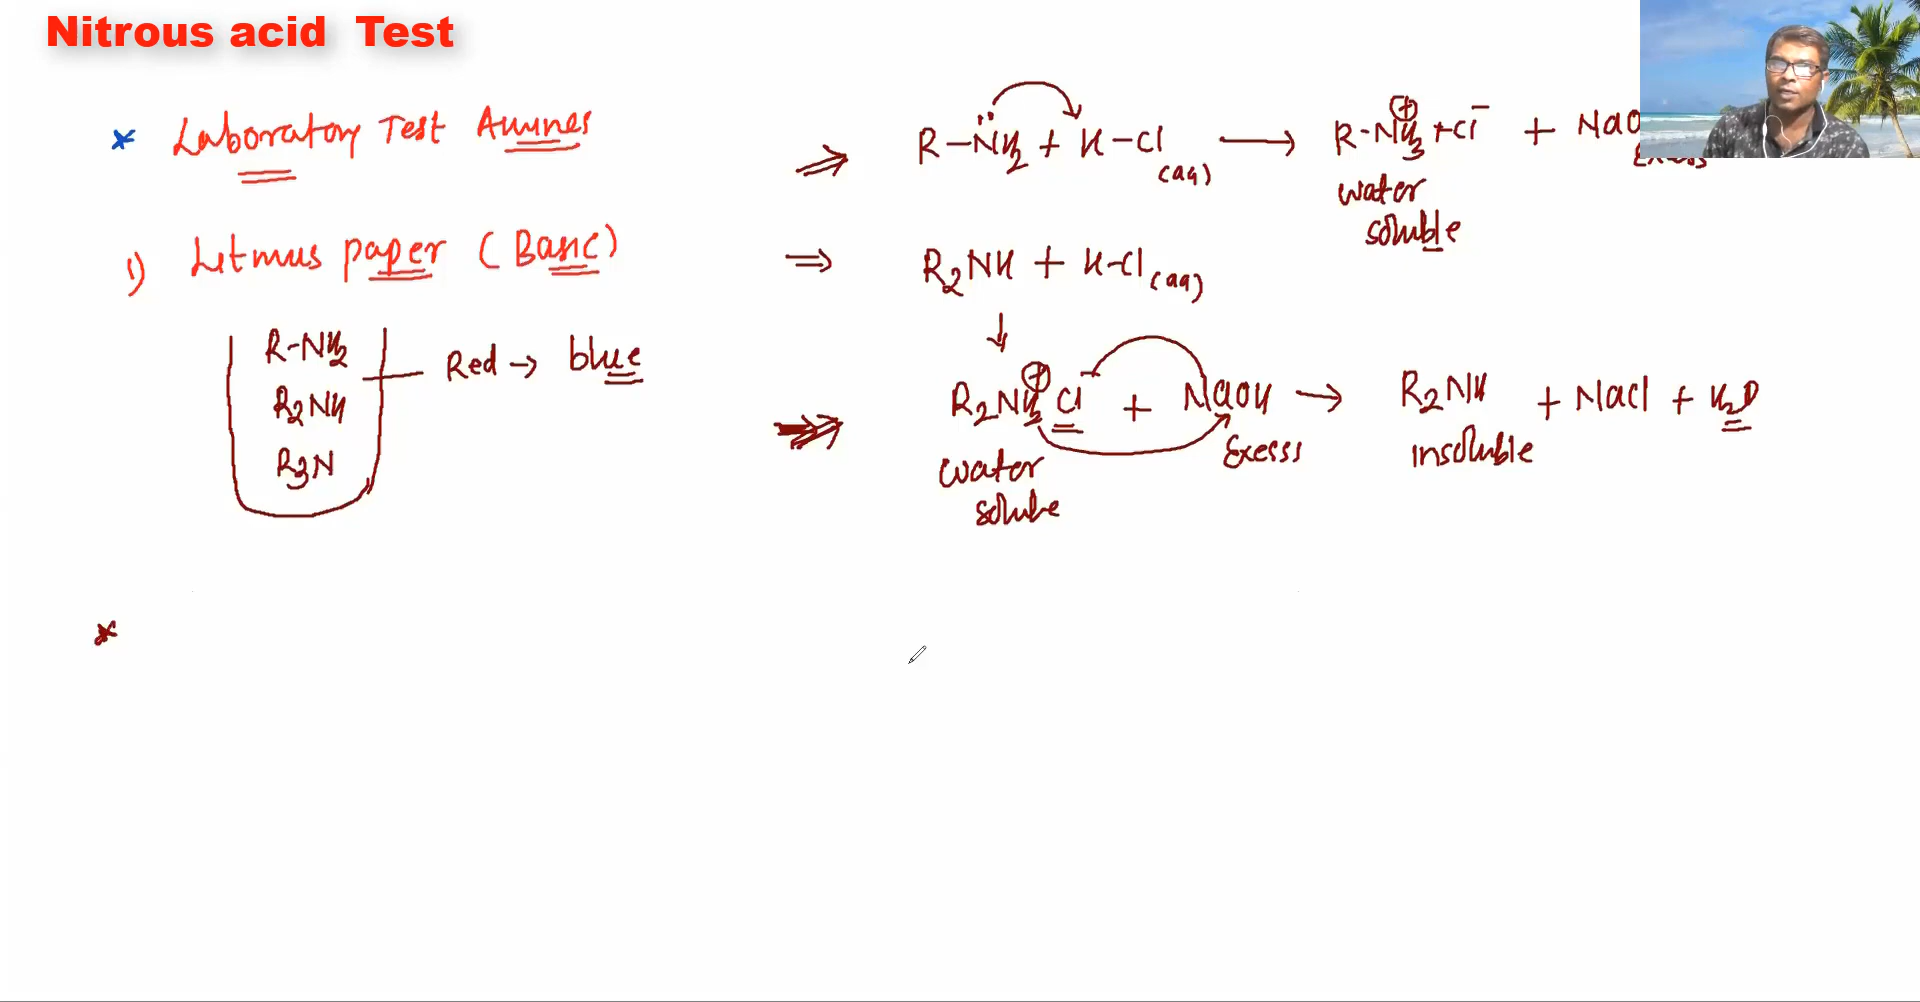 Nitrous acid Test
* Laboratory Test Amines
1) Litmus paper (Basic)
R-NH2
R2NH
R3N
Red → blue
⇒ R-NH2 + H-Cl (aq) → R-NH3 ⊕ + Cl⁻ + NaO
water
soluble
⇒ R2NH + H-Cl (aq)
↓
R2NH2 ⊕ Cl⁻ + NaOH → R2NH + NaCl + H2O
water
soluble
Exesss
insoluble
*